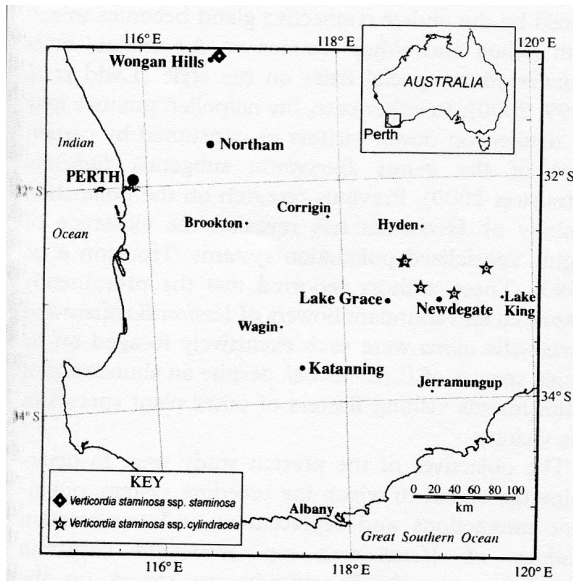 116° E
118° E
120° E
Wongan Hills
AUSTRALIA
Perth
Indian
Northam
PERTH
32° S
32° S
Corrigin
Brookton
Hyden
Ocean
Lake Grace
Newdegate
Lake
King
Wagin
Katanning
Jerramungup
34° S
34° S
KEY
Verticordia staminosa ssp. staminosa
Verticordia staminosa ssp. cylindracea
0 20 40 60 80 100
km
Albany
Great Southern Ocean
116° E
118° E
120° E